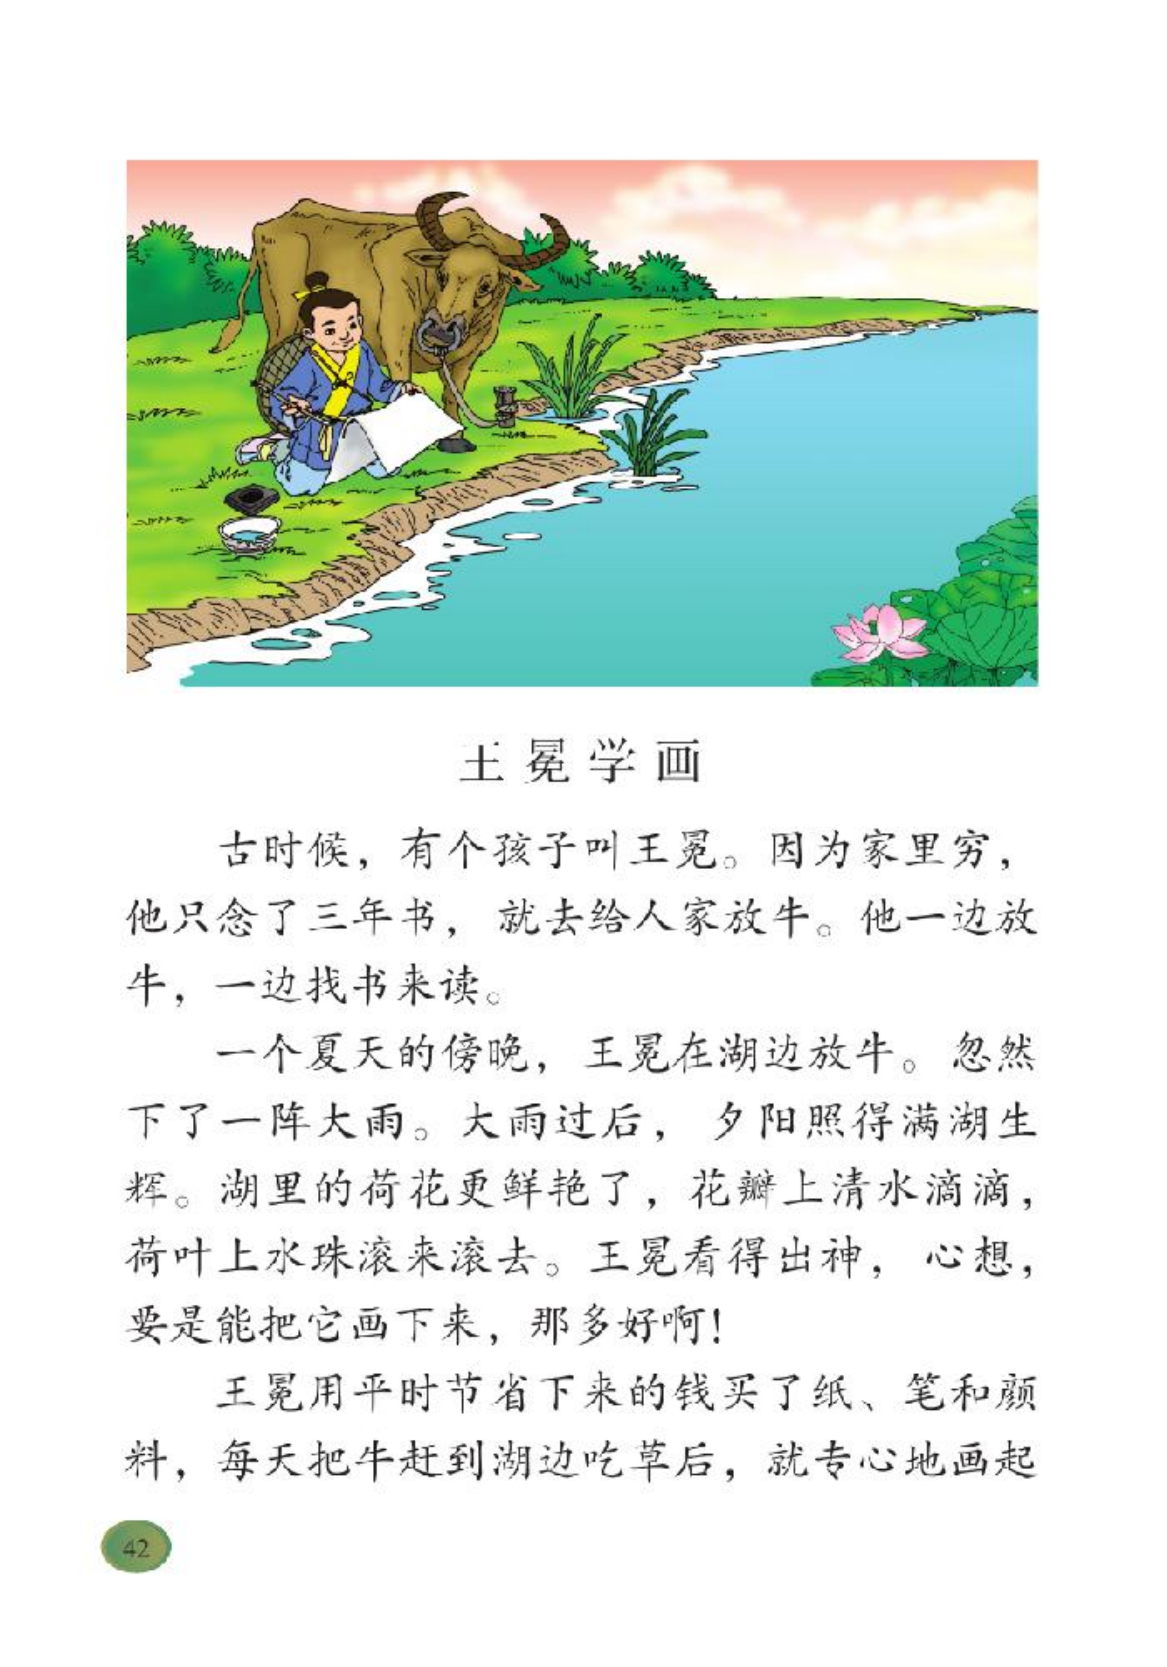 王冕学画
古时候，有个孩子叫王冕。因为家里穷，
他只念了三年书，就去给人家放牛。他一边放
牛，一边找书来读。
一个夏天的傍晚，王冕在湖边放牛。忽然
下了一阵大雨。大雨过后，夕阳照得满湖生
辉。湖里的荷花更鲜艳了，花瓣上清水滴滴，
荷叶上水珠滚来滚去。王冕看得出神，心想，
要是能把它画下来，那多好啊！
王冕用平时节省下来的钱买了纸、笔和颜
料，每天把牛赶到湖边吃草后，就专心地画起
42